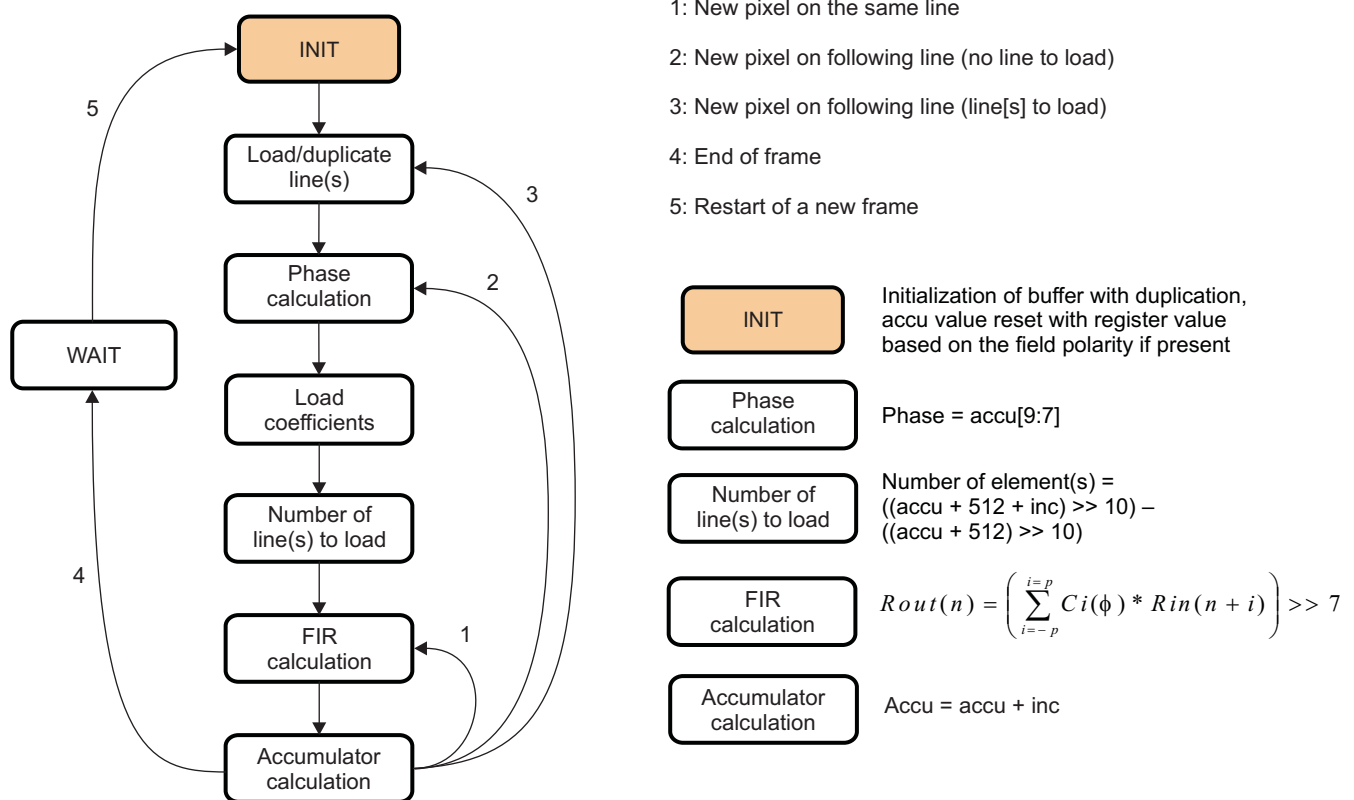 INIT
5
Load/duplicate
line(s)
3
Phase
calculation
2
WAIT
Load
coefficients
Number of
line(s) to load
4
FIR
calculation
1
Accumulator
calculation
1: New pixel on the same line
2: New pixel on following line (no line to load)
3: New pixel on following line (line[s] to load)
4: End of frame
5: Restart of a new frame
INIT
Initialization of buffer with duplication,
accu value reset with register value
based on the field polarity if present
Phase
calculation
Phase = accu[9:7]
Number of
line(s) to load
Number of element(s) =
((accu + 512 + inc) >> 10) –
((accu + 512) >> 10)
FIR
calculation
Rout(n) = ( ∑_{i=-p}^{i=p} Ci(ϕ) * Rin(n + i) ) >> 7
Accumulator
calculation
Accu = accu + inc